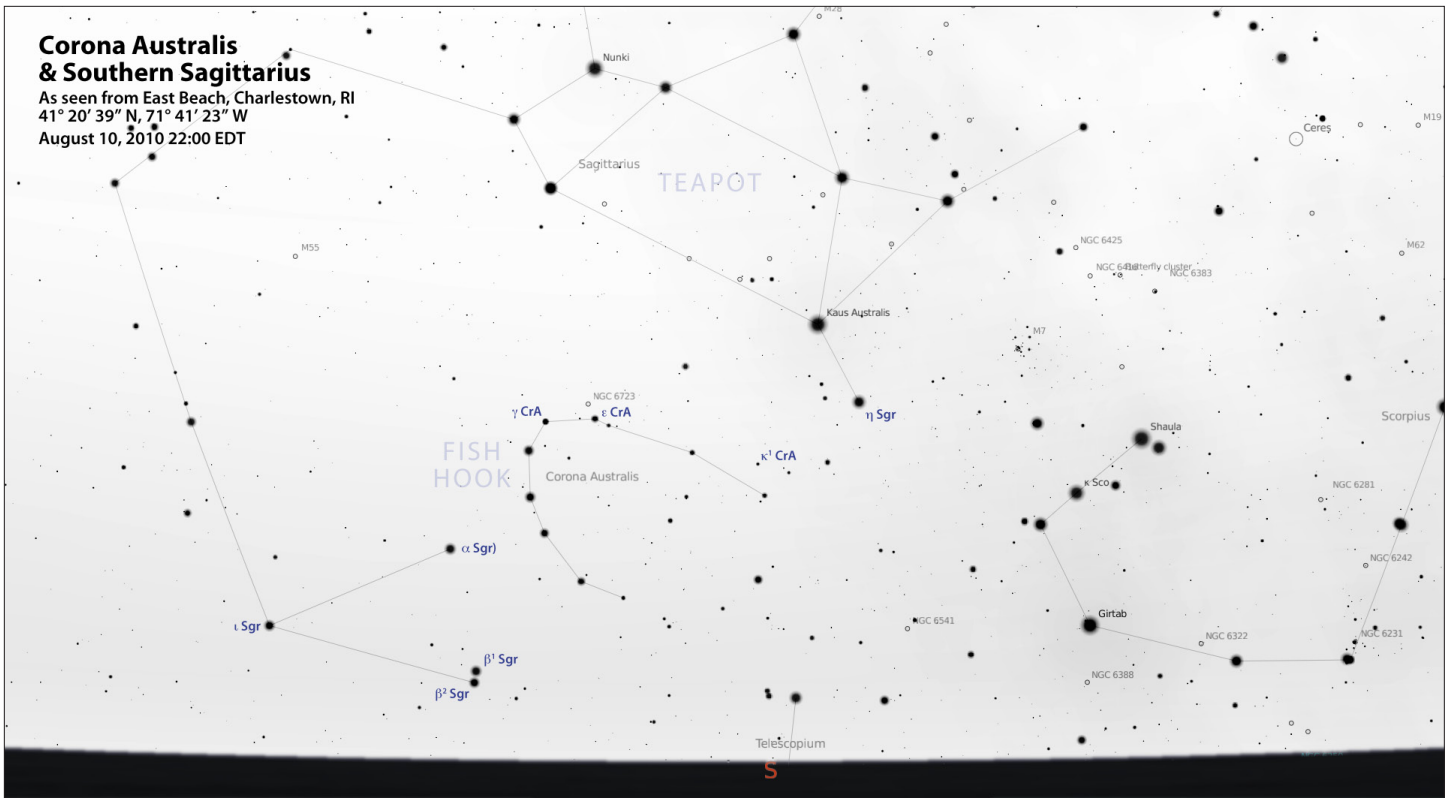 Corona Australis
& Southern Sagittarius
As seen from East Beach, Charlestown, RI
41° 20’ 39” N, 71° 41’ 23” W
August 10, 2010 22:00 EDT
M28
Nunki
Ceres
M19
Sagittarius
TEAPOT
M55
NGC 6425
M62
NGC
Butterfly cluster
NGC 6383
Kaus Australis
M7
NGC 6723
γ CrA
ε CrA
η Sgr
Scorpius
Shaula
FISH
HOOK
κ¹ CrA
Corona Australis
κ Sco
NGC 6281
α Sgr)
NGC 6242
ι Sgr
Girtab
NGC 6541
NGC 6322
NGC 6231
β¹ Sgr
β² Sgr
NGC 6388
Telescopium
S